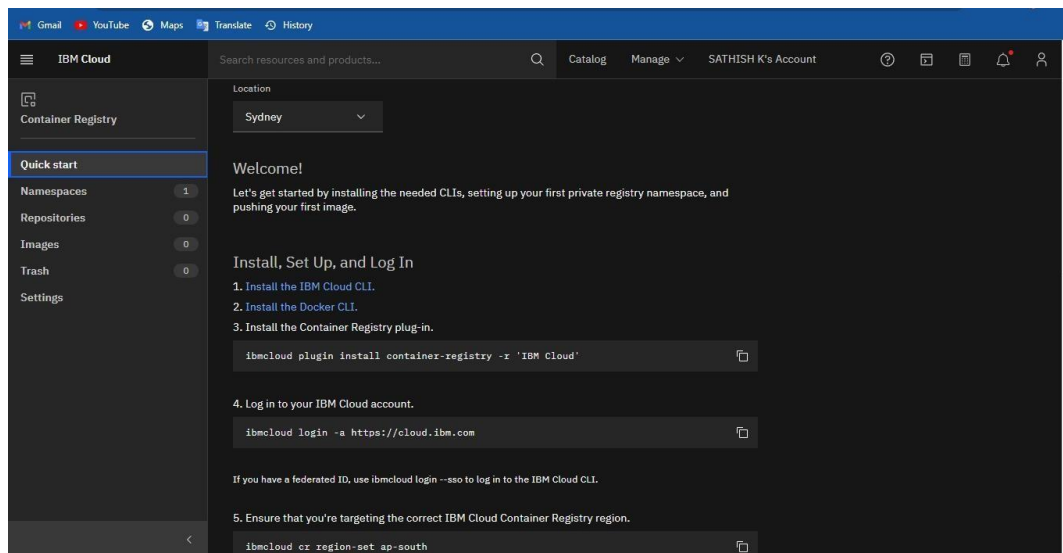 Gmail YouTube Maps Translate History
IBM Cloud Search resources and products... Catalog Manage SATHISH K's Account
Container Registry
Quick start
Namespaces 1
Repositories 0
Images 0
Trash 0
Settings
Location
Sydney
Welcome!
Let's get started by installing the needed CLIs, setting up your first private registry namespace, and
pushing your first image.
Install, Set Up, and Log In
1. Install the IBM Cloud CLI.
2. Install the Docker CLI.
3. Install the Container Registry plug-in.
ibmcloud plugin install container-registry -r 'IBM Cloud'
4. Log in to your IBM Cloud account.
ibmcloud login -a https://cloud.ibm.com
If you have a federated ID, use ibmcloud login --sso to log in to the IBM Cloud CLI.
5. Ensure that you're targeting the correct IBM Cloud Container Registry region.
ibmcloud cr region-set ap-south